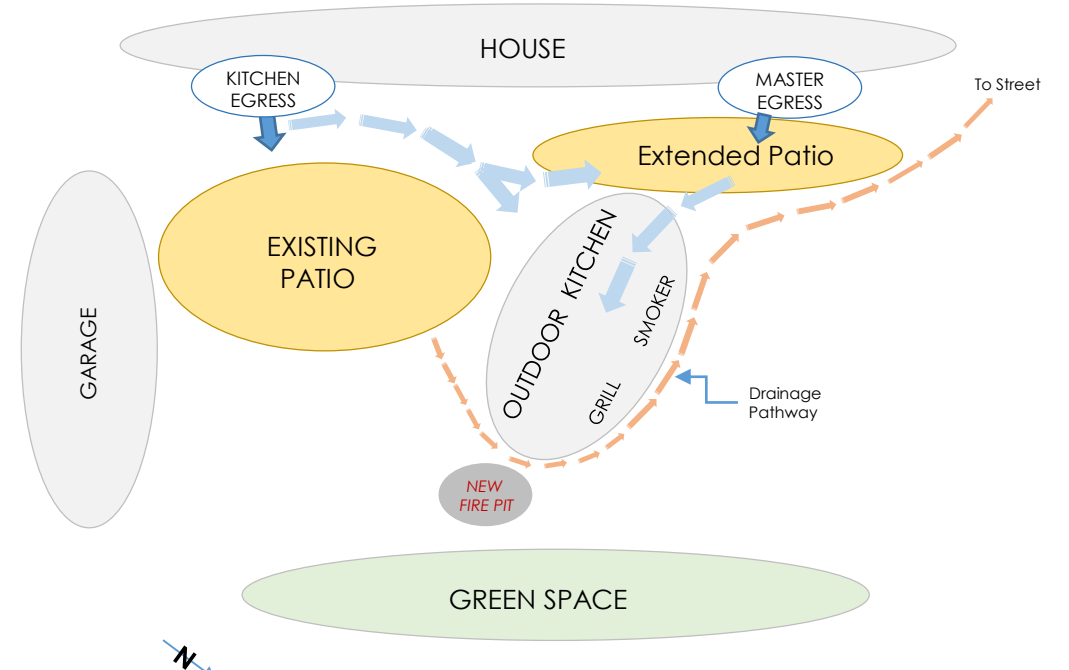 HOUSE
KITCHEN
EGRESS
MASTER
EGRESS
To Street
Extended Patio
EXISTING
PATIO
GARAGE
OUTDOOR KITCHEN
SMOKER
GRILL
Drainage
Pathway
NEW
FIRE PIT
GREEN SPACE
N